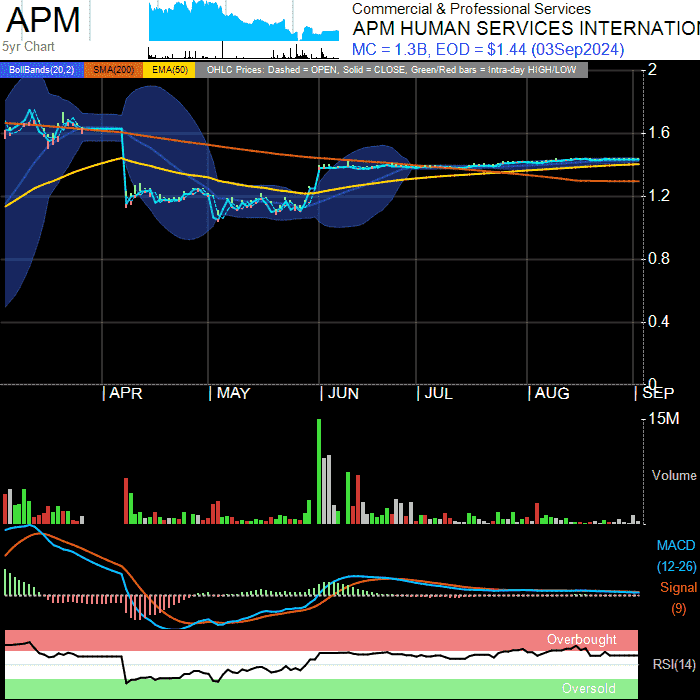 APM
5yr Chart
Commercial & Professional Services
APM HUMAN SERVICES INTERNATIO
MC = 1.3B, EOD = $1.44 (03Sep2024)
BollBands(20,2) SMA(200) EMA(50) OHLC Prices: Dashed = OPEN, Solid = CLOSE, Green/Red bars = Intra-day HIGH/LOW
2
1.6
1.2
0.8
0.4
0
APR MAY JUN JUL AUG SEP
15M
Volume
MACD
(12-26)
Signal
(9)
Overbought
RSI(14)
Oversold